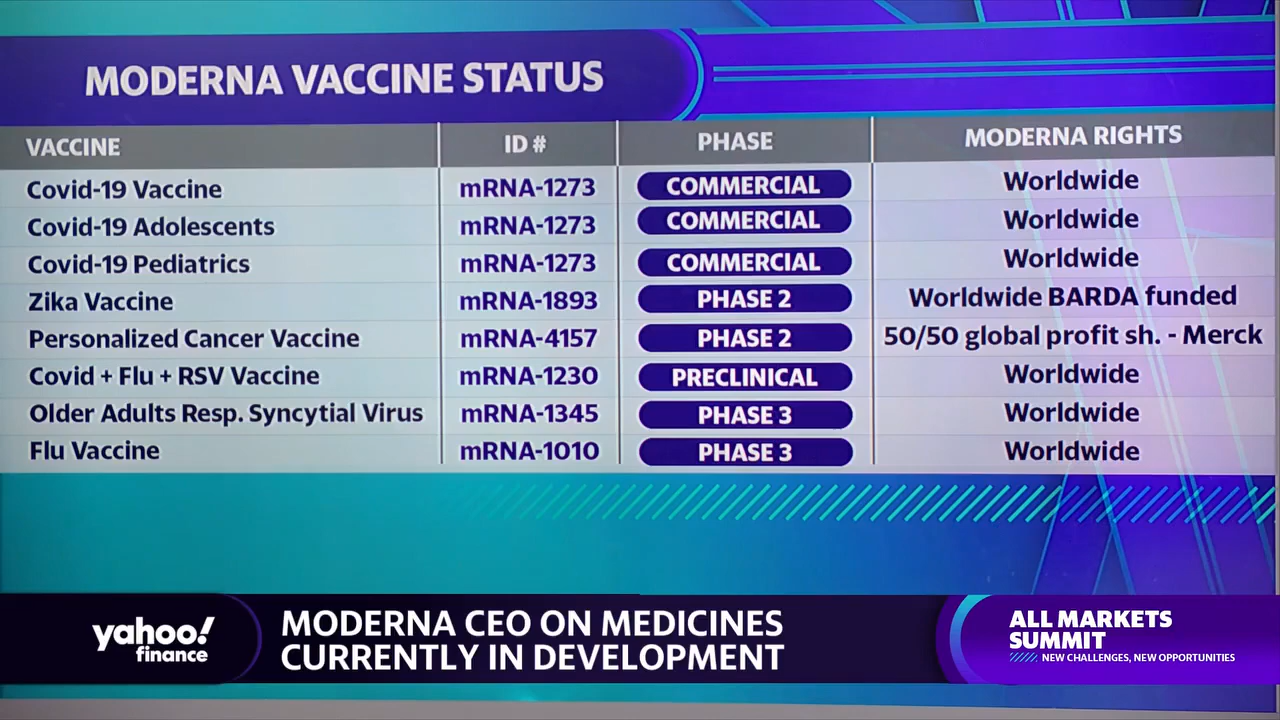 MODERNA VACCINE STATUS
VACCINE ID # PHASE MODERNA RIGHTS
Covid-19 Vaccine mRNA-1273 COMMERCIAL Worldwide
Covid-19 Adolescents mRNA-1273 COMMERCIAL Worldwide
Covid-19 Pediatrics mRNA-1273 COMMERCIAL Worldwide
Zika Vaccine mRNA-1893 PHASE 2 Worldwide BARDA funded
Personalized Cancer Vaccine mRNA-4157 PHASE 2 50/50 global profit sh. - Merck
Covid + Flu + RSV Vaccine mRNA-1230 PRECLINICAL Worldwide
Older Adults Resp. Syncytial Virus mRNA-1345 PHASE 3 Worldwide
Flu Vaccine mRNA-1010 PHASE 3 Worldwide
yahoo!
finance
MODERNA CEO ON MEDICINES
CURRENTLY IN DEVELOPMENT
ALL MARKETS
SUMMIT
NEW CHALLENGES, NEW OPPORTUNITIES